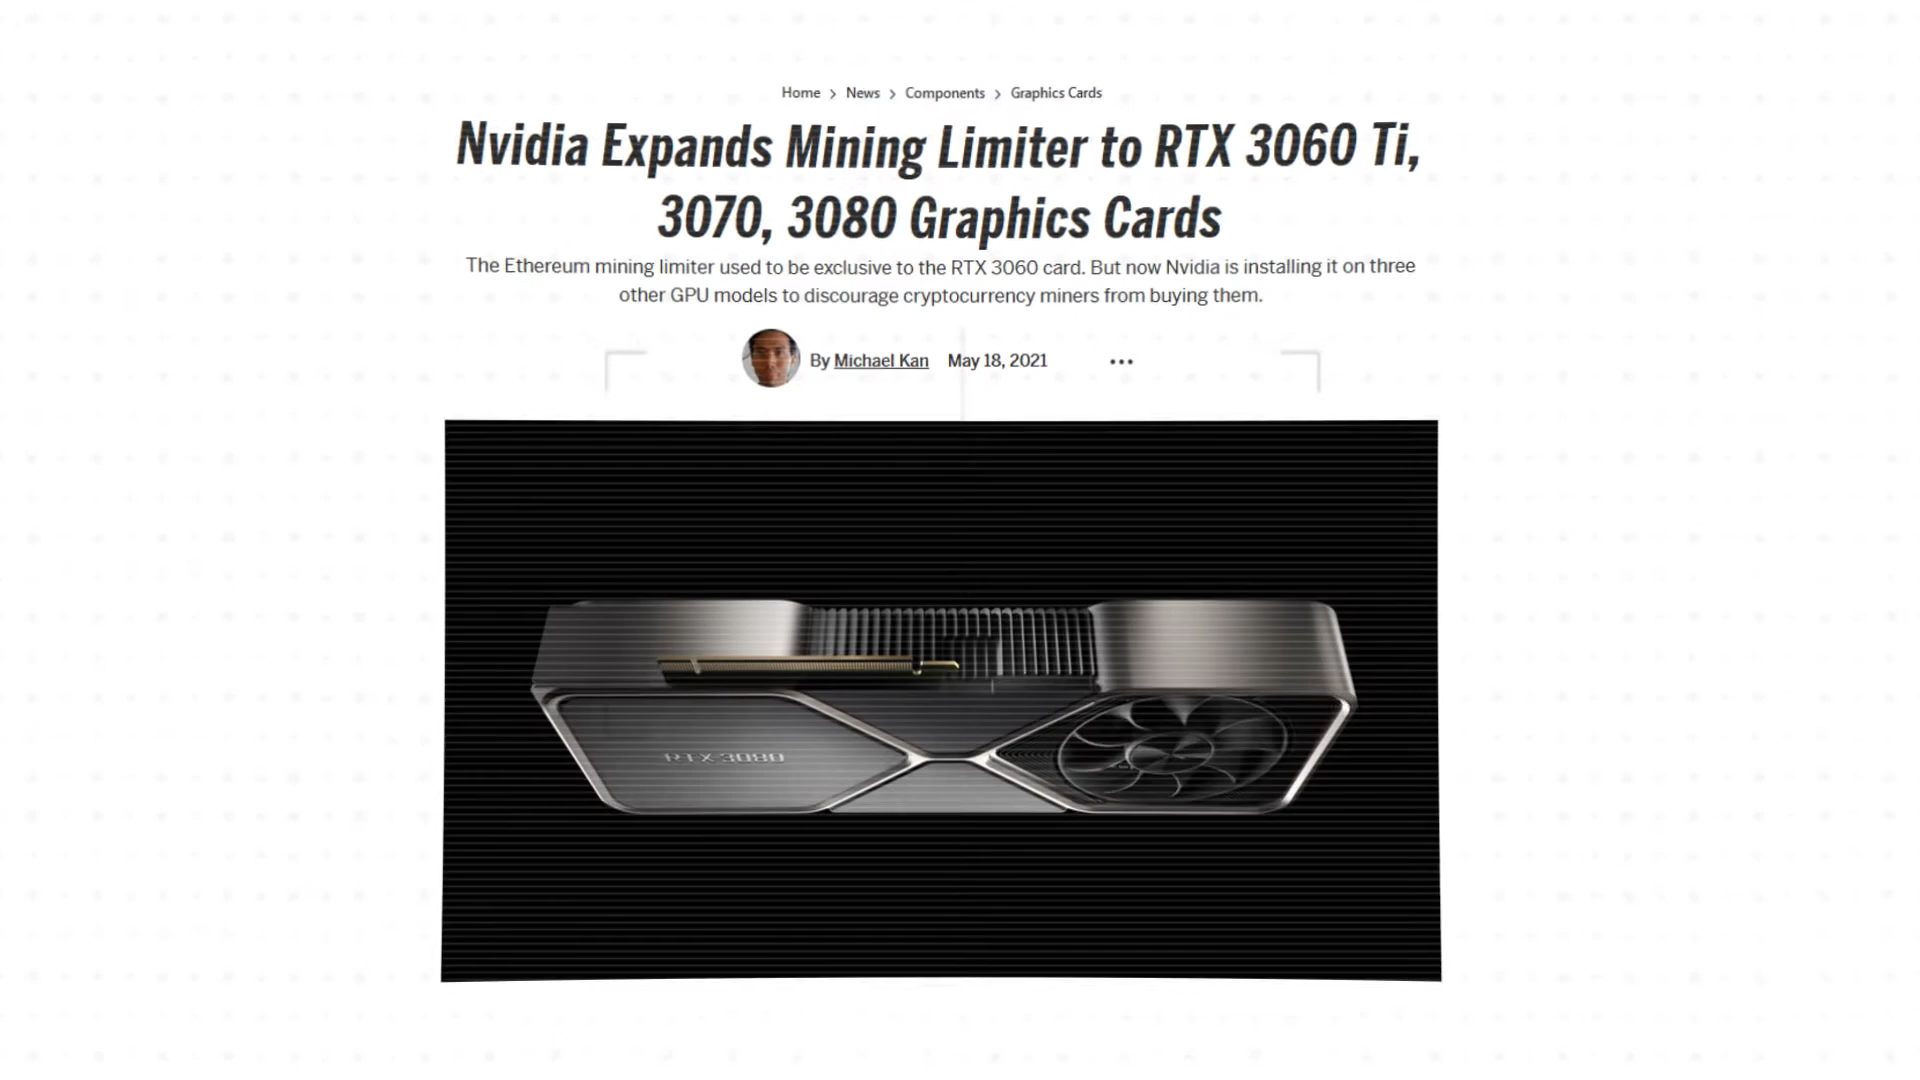 Home > News > Components > Graphics Cards
Nvidia Expands Mining Limiter to RTX 3060 Ti,
3070, 3080 Graphics Cards
The Ethereum mining limiter used to be exclusive to the RTX 3060 card. But now Nvidia is installing it on three
other GPU models to discourage cryptocurrency miners from buying them.
By Michael Kan May 18, 2021 •••
RTX 3080